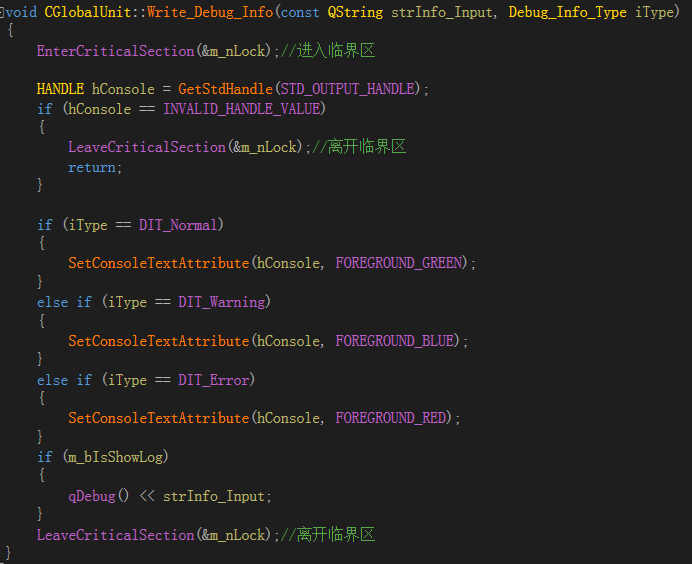 void CGlobalUnit::Write_Debug_Info(const QString strInfo_Input, Debug_Info_Type iType)
{
EnterCriticalSection(&m_nLock);//进入临界区
HANDLE hConsole = GetStdHandle(STD_OUTPUT_HANDLE);
if (hConsole == INVALID_HANDLE_VALUE)
{
LeaveCriticalSection(&m_nLock);//离开临界区
return;
}
if (iType == DIT_Normal)
{
SetConsoleTextAttribute(hConsole, FOREGROUND_GREEN);
}
else if (iType == DIT_Warning)
{
SetConsoleTextAttribute(hConsole, FOREGROUND_BLUE);
}
else if (iType == DIT_Error)
{
SetConsoleTextAttribute(hConsole, FOREGROUND_RED);
}
if (m_bIsShowLog)
{
qDebug() << strInfo_Input;
}
LeaveCriticalSection(&m_nLock);//离开临界区
}